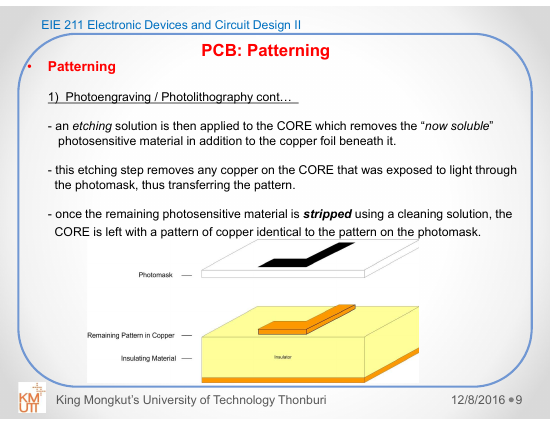 EIE 211 Electronic Devices and Circuit Design II
PCB: Patterning
• Patterning
1) Photoengraving / Photolithography cont…
- an etching solution is then applied to the CORE which removes the “now soluble”
photosensitive material in addition to the copper foil beneath it.
- this etching step removes any copper on the CORE that was exposed to light through
the photomask, thus transferring the pattern.
- once the remaining photosensitive material is stripped using a cleaning solution, the
CORE is left with a pattern of copper identical to the pattern on the photomask.
Photomask
Remaining Pattern in Copper
Insulating Material
Insulator
KM
UTT
King Mongkut’s University of Technology Thonburi
12/8/2016 • 9